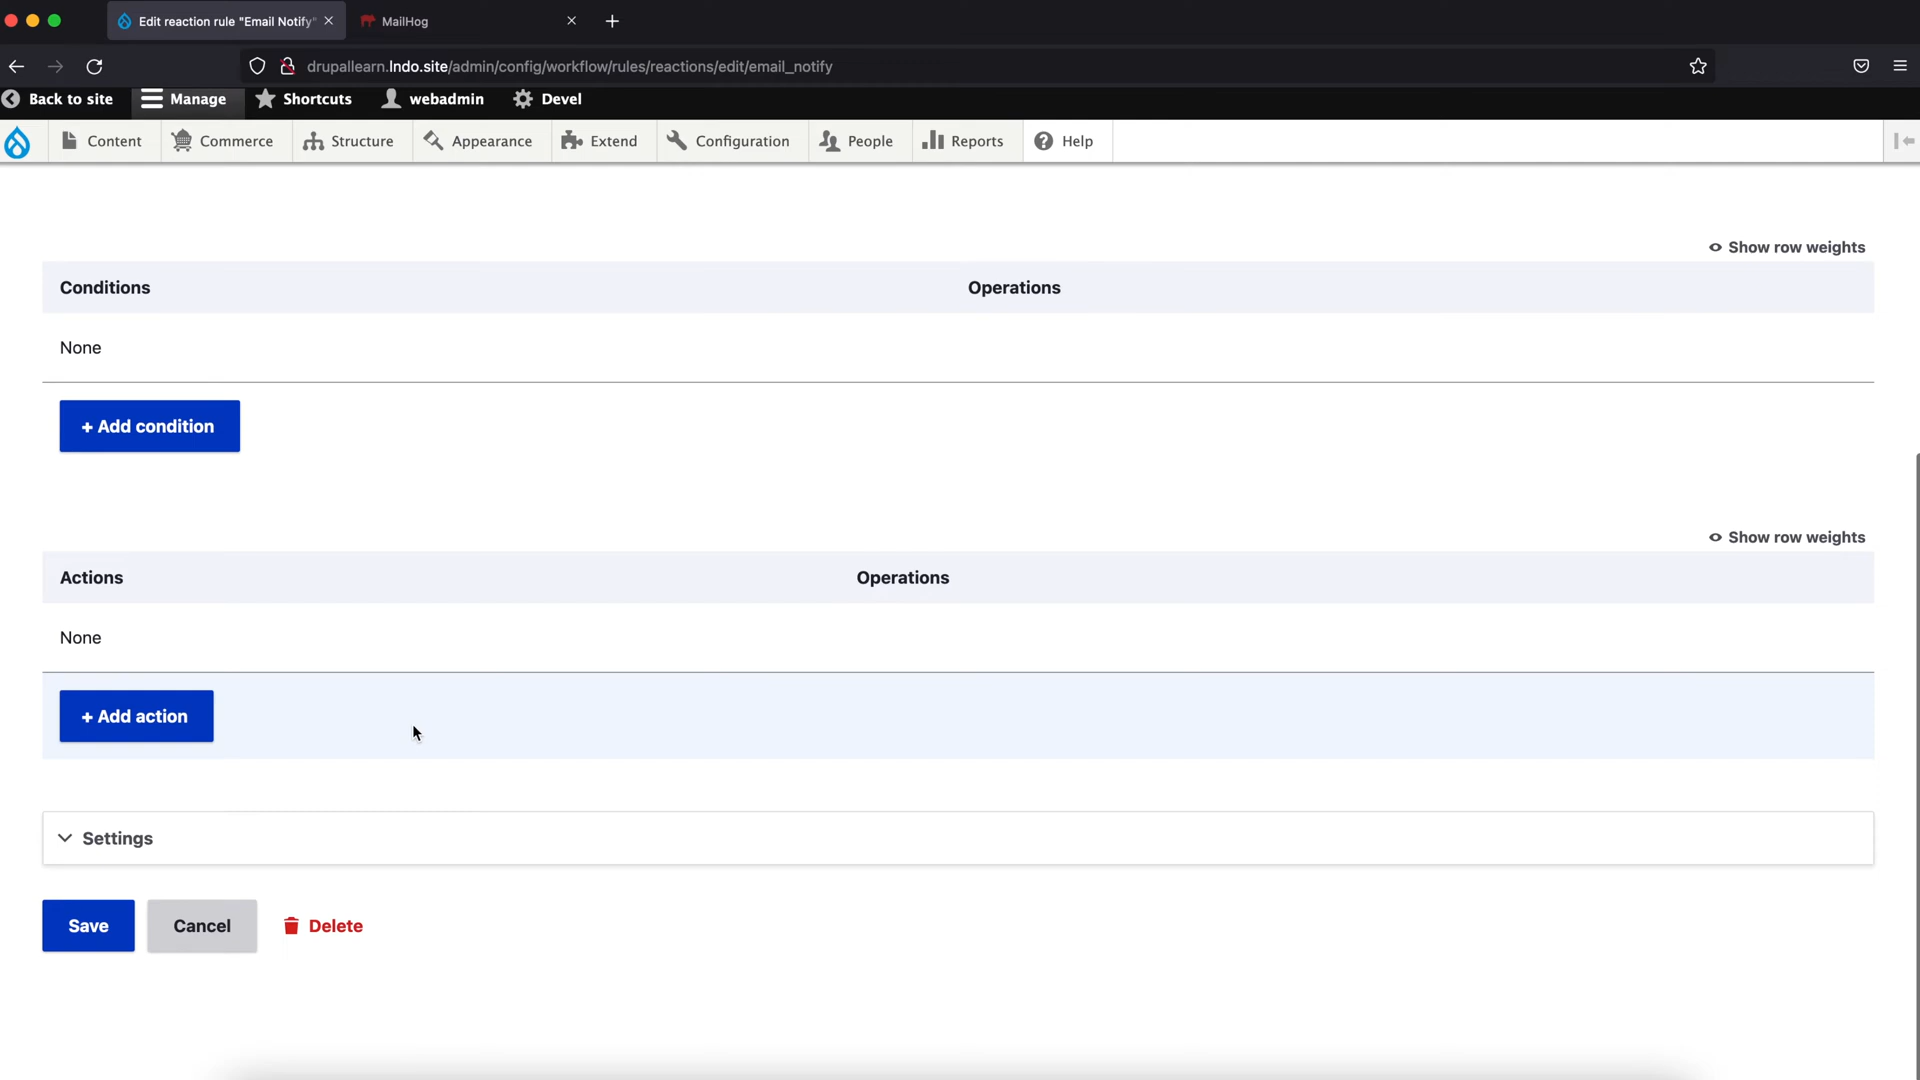 Edit reaction rule "Email Notify"
MailHog
drupallearn.lndo.site/admin/config/workflow/rules/reactions/edit/email_notify
Back to site
Manage
Shortcuts
webadmin
Devel
Content
Commerce
Structure
Appearance
Extend
Configuration
People
Reports
Help
Show row weights
Conditions
Operations
None
+ Add condition
Show row weights
Actions
Operations
None
+ Add action
Settings
Save
Cancel
Delete